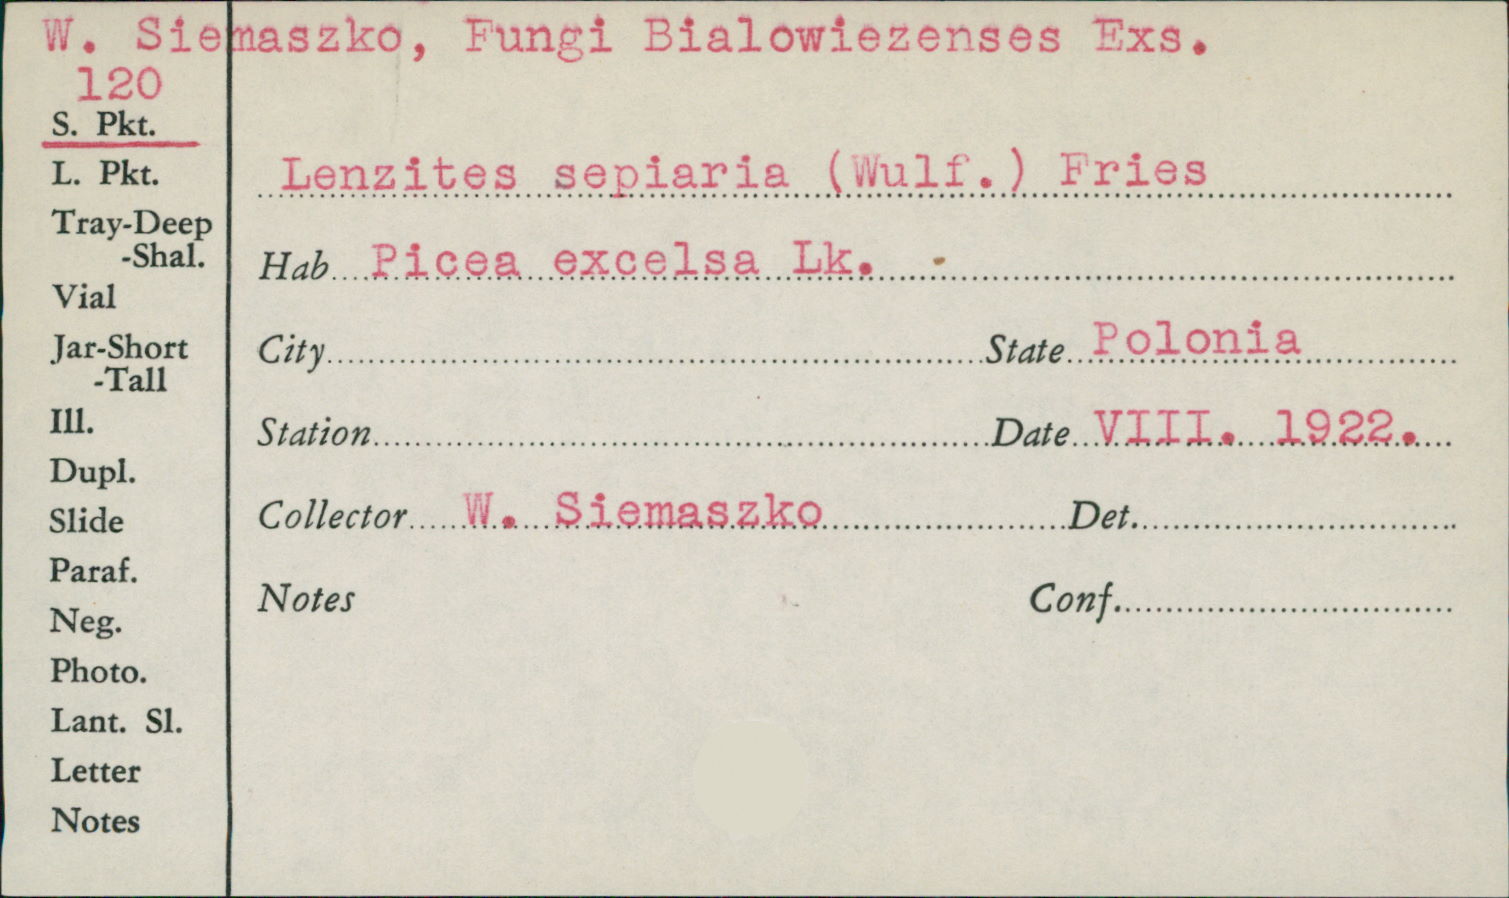 W. Siemaszko, Fungi Bialowiezenses Exs.
120
S. Pkt.
L. Pkt.
Tray-Deep
-Shal.
Vial
Jar-Short
-Tall
Ill.
Dupl.
Slide
Paraf.
Neg.
Photo.
Lant. Sl.
Letter
Notes
Lenzites sepiaria (Wulf.) Fries
Hab. Picea excelsa Lk.
City State Polonia
Station Date VIII. 1922.
Collector W. Siemaszko Det.
Notes Conf.